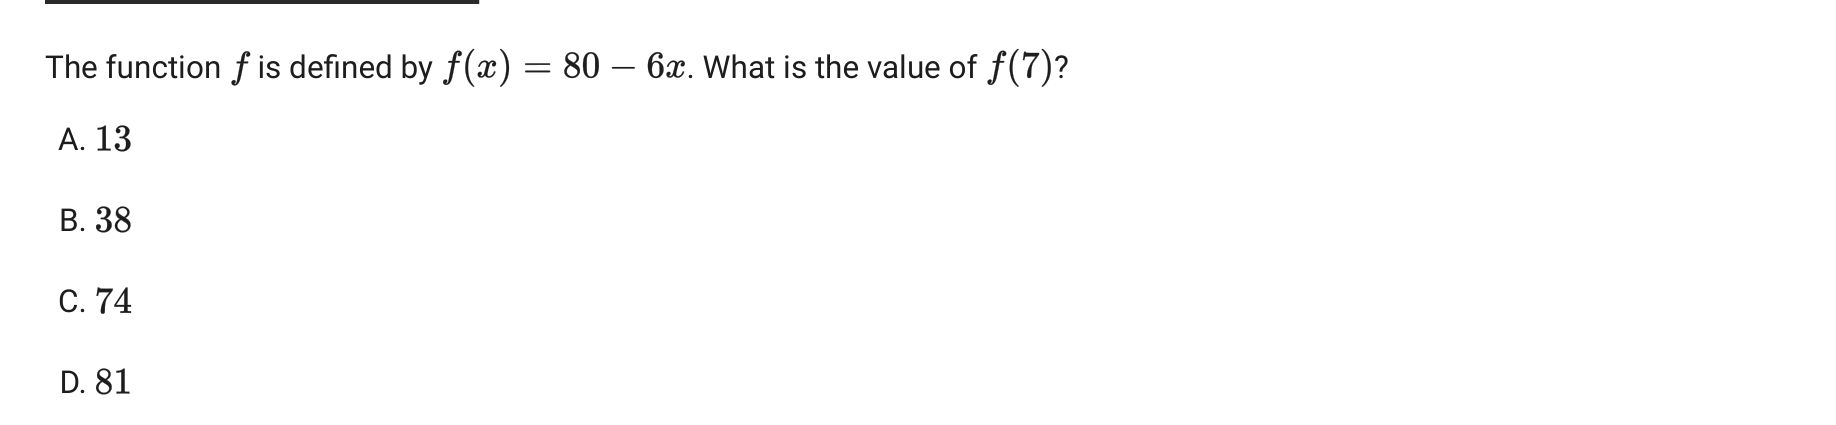 The function f is defined by f(x) = 80 − 6x. What is the value of f(7)?
A. 13
B. 38
C. 74
D. 81